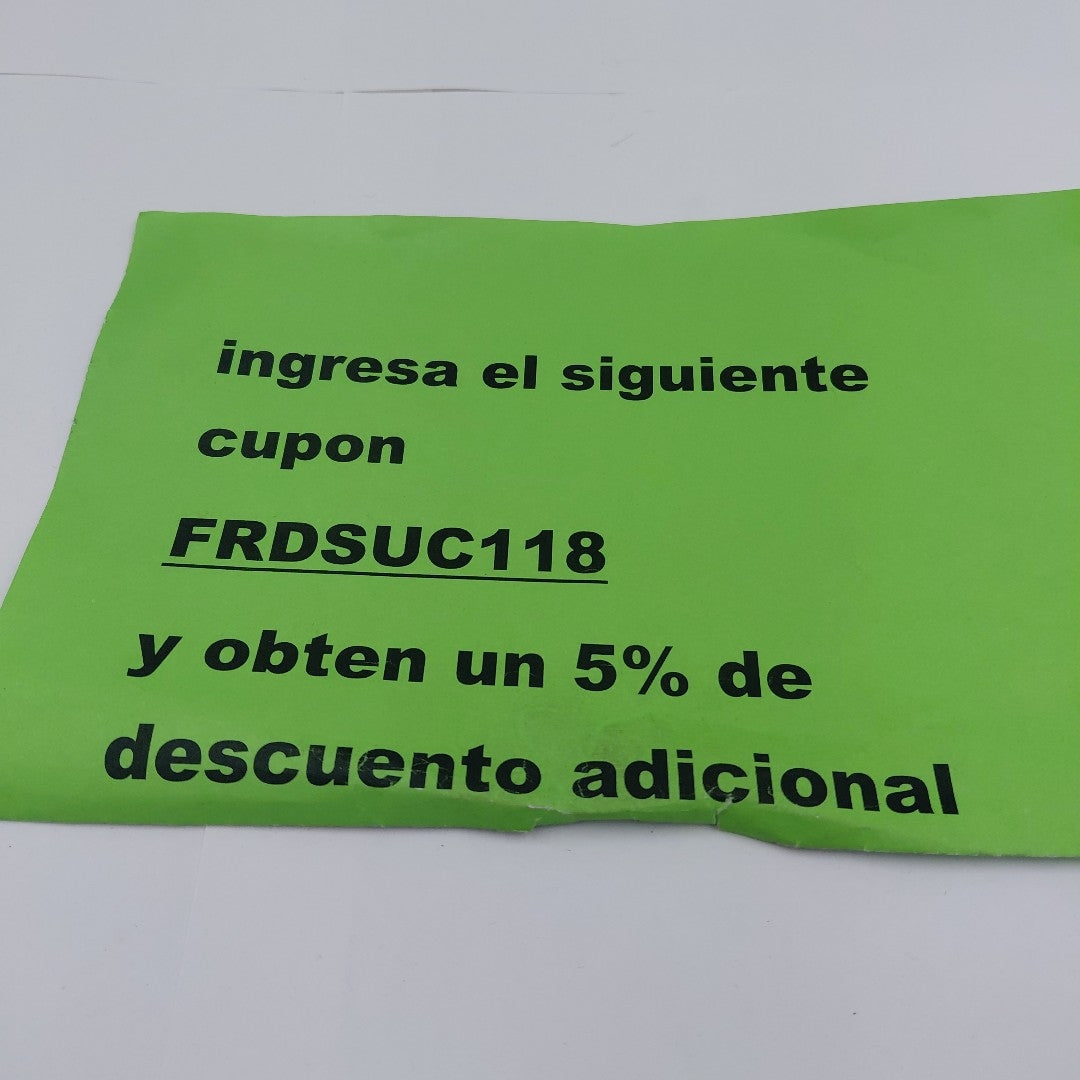 ingresa el siguiente
cupon
FRDSUC118
y obten un 5% de
descuento adicional